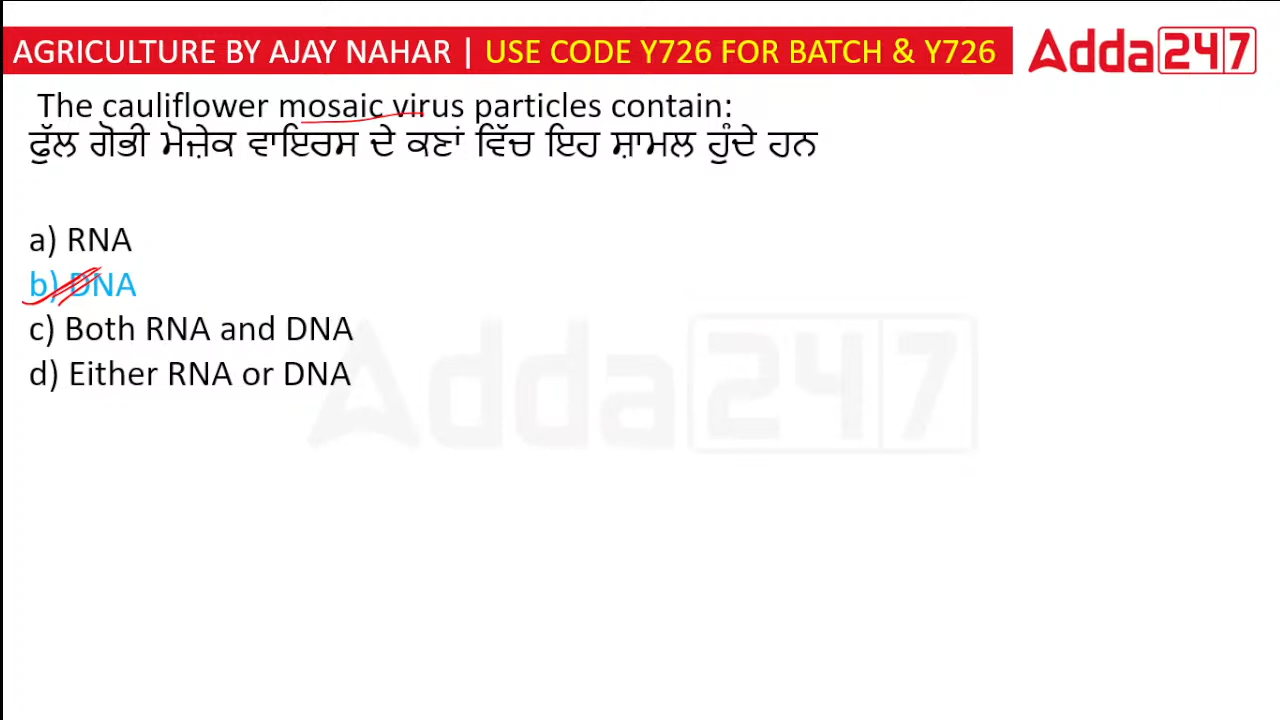 AGRICULTURE BY AJAY NAHAR | USE CODE Y726 FOR BATCH & Y726
Adda247
The cauliflower mosaic virus particles contain:
ਫੁੱਲ ਗੋਭੀ ਮੋਜ਼ੇਕ ਵਾਇਰਸ ਦੇ ਕਣਾਂ ਵਿੱਚ ਇਹ ਸ਼ਾਮਲ ਹੁੰਦੇ ਹਨ
a) RNA
b) DNA
c) Both RNA and DNA
d) Either RNA or DNA
Adda247